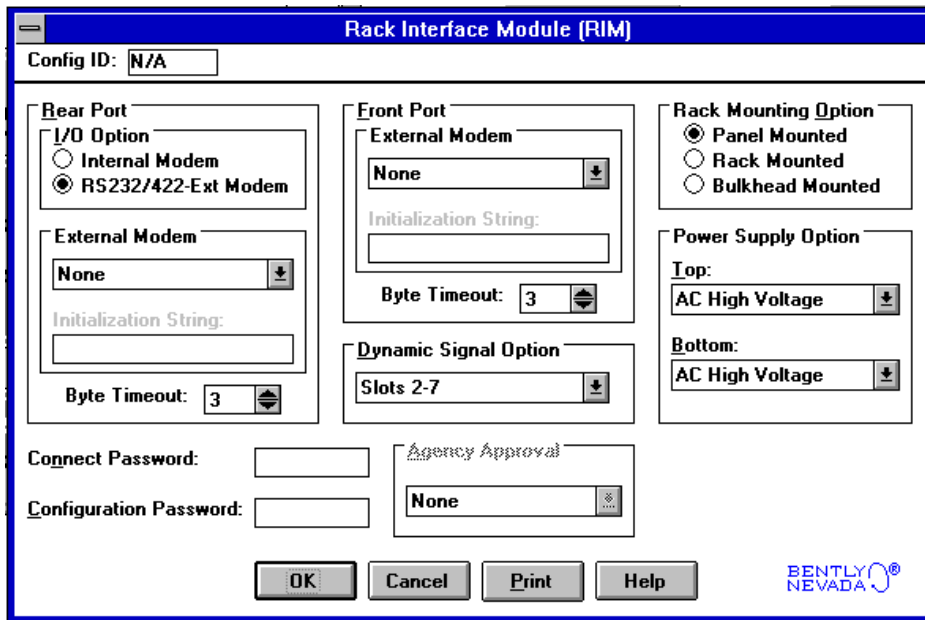 Rack Interface Module (RIM)
Config ID: N/A
Rear Port
I/O Option
Internal Modem
RS232/422-Ext Modem
External Modem
None
Initialization String:
Byte Timeout: 3
Front Port
External Modem
None
Initialization String:
Byte Timeout: 3
Dynamic Signal Option
Slots 2-7
Rack Mounting Option
Panel Mounted
Rack Mounted
Bulkhead Mounted
Power Supply Option
Top:
AC High Voltage
Bottom:
AC High Voltage
Connect Password:
Configuration Password:
Agency Approval
None
OK
Cancel
Print
Help
BENTLY®
NEVADA